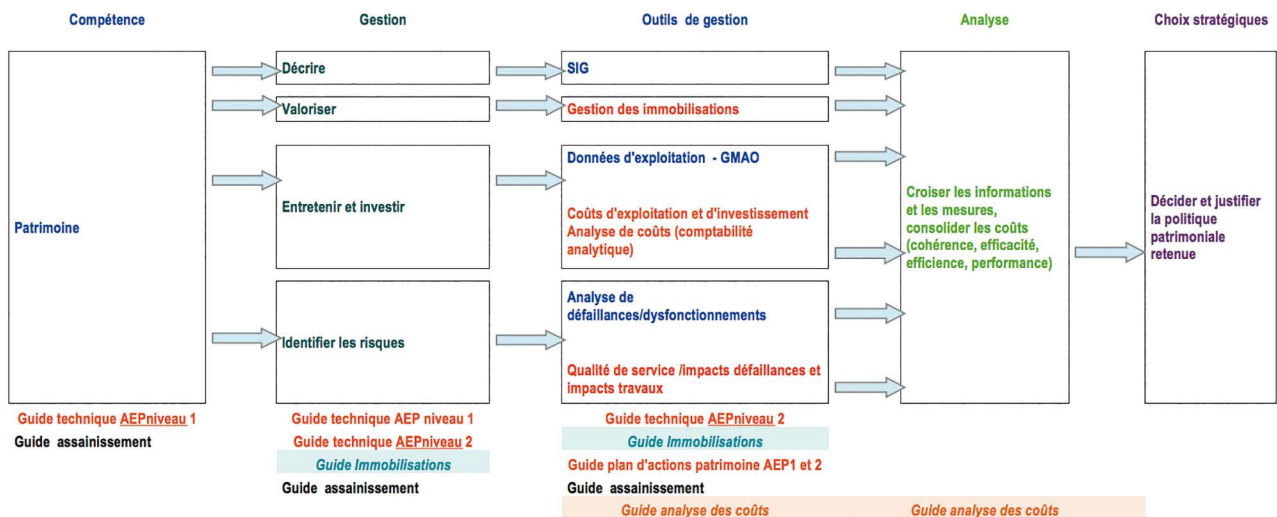 Compétence
Gestion
Outils de gestion
Analyse
Choix stratégiques
Patrimoine
Décrire
Valoriser
Entretenir et investir
Identifier les risques
SIG
Gestion des immobilisations
Données d'exploitation - GMAO
Coûts d'exploitation et d'investissement
Analyse de coûts (comptabilité
analytique)
Analyse de
défaillances/dysfonctionnements
Qualité de service /impacts défaillances et
impacts travaux
Croiser les informations
et les mesures,
consolider les coûts
(cohérence, efficacité,
efficience, performance)
Décider et justifier
la politique
patrimoniale
retenue
Guide technique AEPniveau 1
Guide assainissement
Guide technique AEP niveau 1
Guide technique AEPniveau 2
Guide Immobilisations
Guide assainissement
Guide technique AEPniveau 2
Guide Immobilisations
Guide plan d'actions patrimoine AEP1 et 2
Guide assainissement
Guide analyse des coûts
Guide analyse des coûts